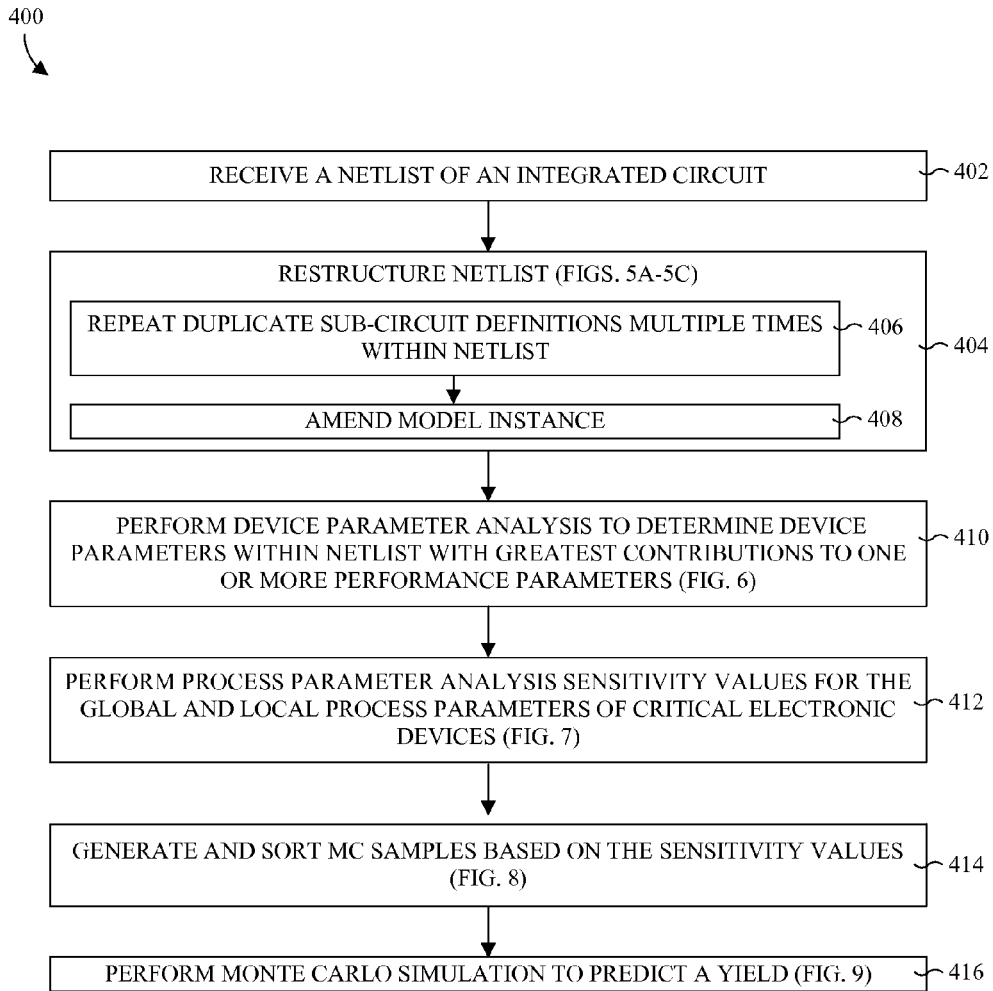 400
RECEIVE A NETLIST OF AN INTEGRATED CIRCUIT
402
RESTRUCTURE NETLIST (FIGS. 5A-5C)
REPEAT DUPLICATE SUB-CIRCUIT DEFINITIONS MULTIPLE TIMES
WITHIN NETLIST
406
404
AMEND MODEL INSTANCE
408
PERFORM DEVICE PARAMETER ANALYSIS TO DETERMINE DEVICE
PARAMETERS WITHIN NETLIST WITH GREATEST CONTRIBUTIONS TO ONE
OR MORE PERFORMANCE PARAMETERS (FIG. 6)
410
PERFORM PROCESS PARAMETER ANALYSIS SENSITIVITY VALUES FOR THE
GLOBAL AND LOCAL PROCESS PARAMETERS OF CRITICAL ELECTRONIC
DEVICES (FIG. 7)
412
GENERATE AND SORT MC SAMPLES BASED ON THE SENSITIVITY VALUES
(FIG. 8)
414
PERFORM MONTE CARLO SIMULATION TO PREDICT A YIELD (FIG. 9)
416